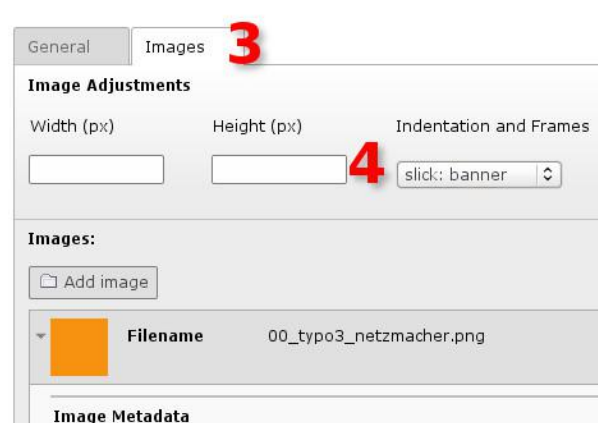 General Images 3
Image Adjustments
Width (px) Height (px) Indentation and Frames
4 slick: banner
Images:
Add image
Filename 00_typo3_netzmacher.png
Image Metadata